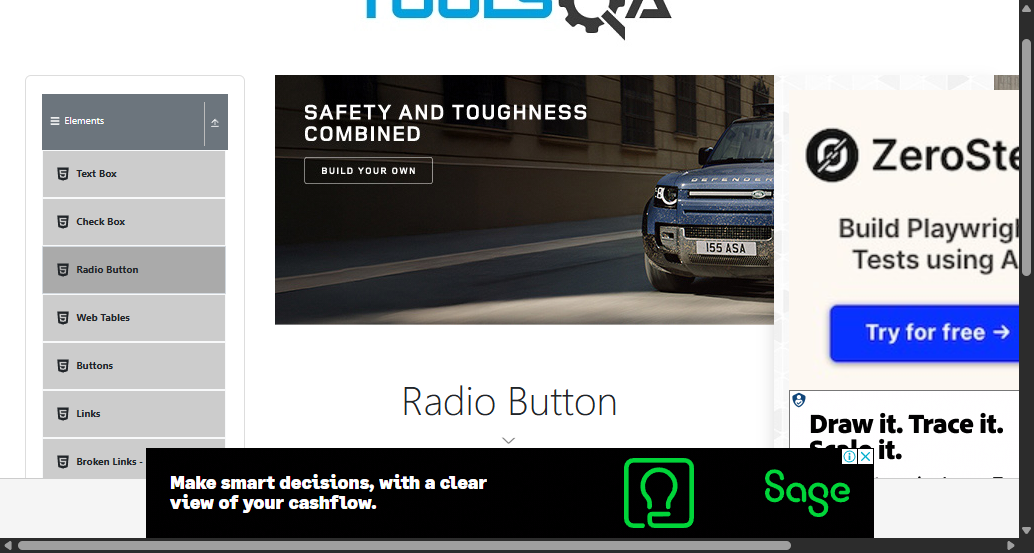 TOOLSQA
Elements
Text Box
Check Box
Radio Button
Web Tables
Buttons
Links
Broken Links -
SAFETY AND TOUGHNESS
COMBINED
BUILD YOUR OWN
DEFENDER
155 ASA
Radio Button
ZeroSte
Build Playwrig
Tests using A
Try for free →
Draw it. Trace it.
Scale it.
Make smart decisions, with a clear
view of your cashflow.
Sage